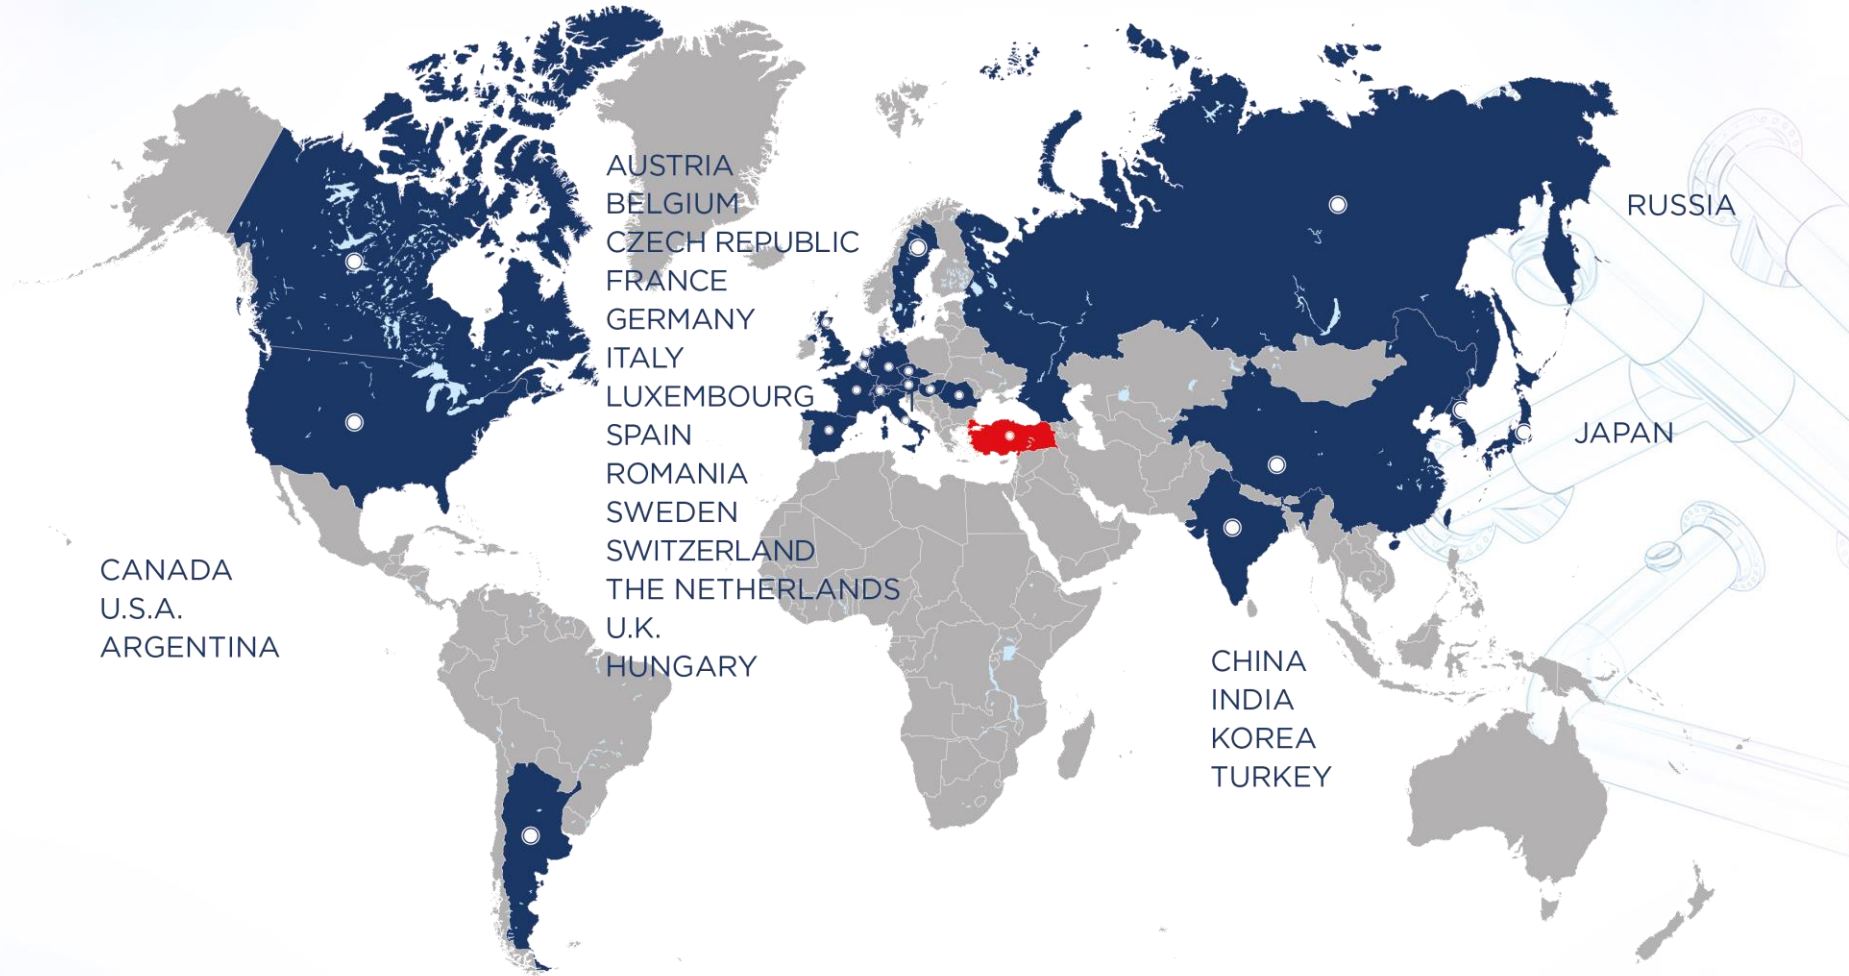 AUSTRIA
BELGIUM
CZECH REPUBLIC
FRANCE
GERMANY
ITALY
LUXEMBOURG
SPAIN
ROMANIA
SWEDEN
SWITZERLAND
THE NETHERLANDS
U.K.
HUNGARY
RUSSIA
JAPAN
CANADA
U.S.A.
ARGENTINA
CHINA
INDIA
KOREA
TURKEY